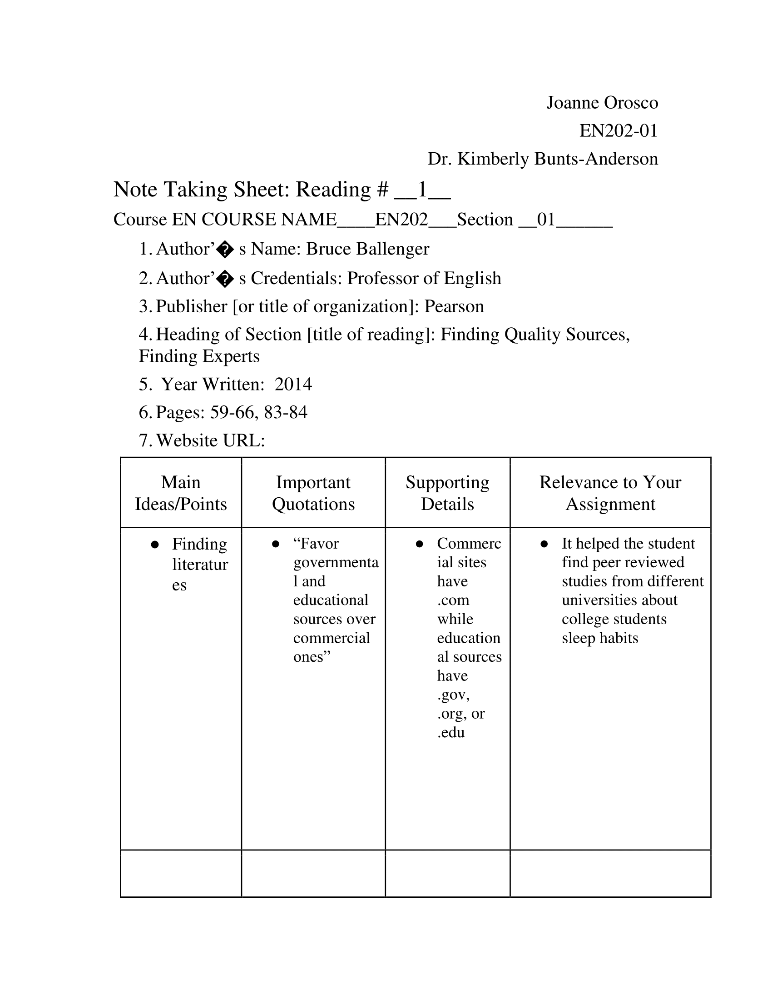 Joanne Orosco
EN202-01
Dr. Kimberly Bunts-Anderson
Note Taking Sheet: Reading # __1__
Course EN COURSE NAME____EN202___Section __01______
1. Author’� s Name: Bruce Ballenger
2. Author’� s Credentials: Professor of English
3. Publisher [or title of organization]: Pearson
4. Heading of Section [title of reading]: Finding Quality Sources,
Finding Experts
5. Year Written: 2014
6. Pages: 59-66, 83-84
7. Website URL:
Main
Ideas/Points
Important
Quotations
Supporting
Details
Relevance to Your
Assignment
● Finding
literatur
es
● “Favor
governmenta
l and
educational
sources over
commercial
ones”
● Commerc
ial sites
have
.com
while
education
al sources
have
.gov,
.org, or
.edu
● It helped the student
find peer reviewed
studies from different
universities about
college students
sleep habits